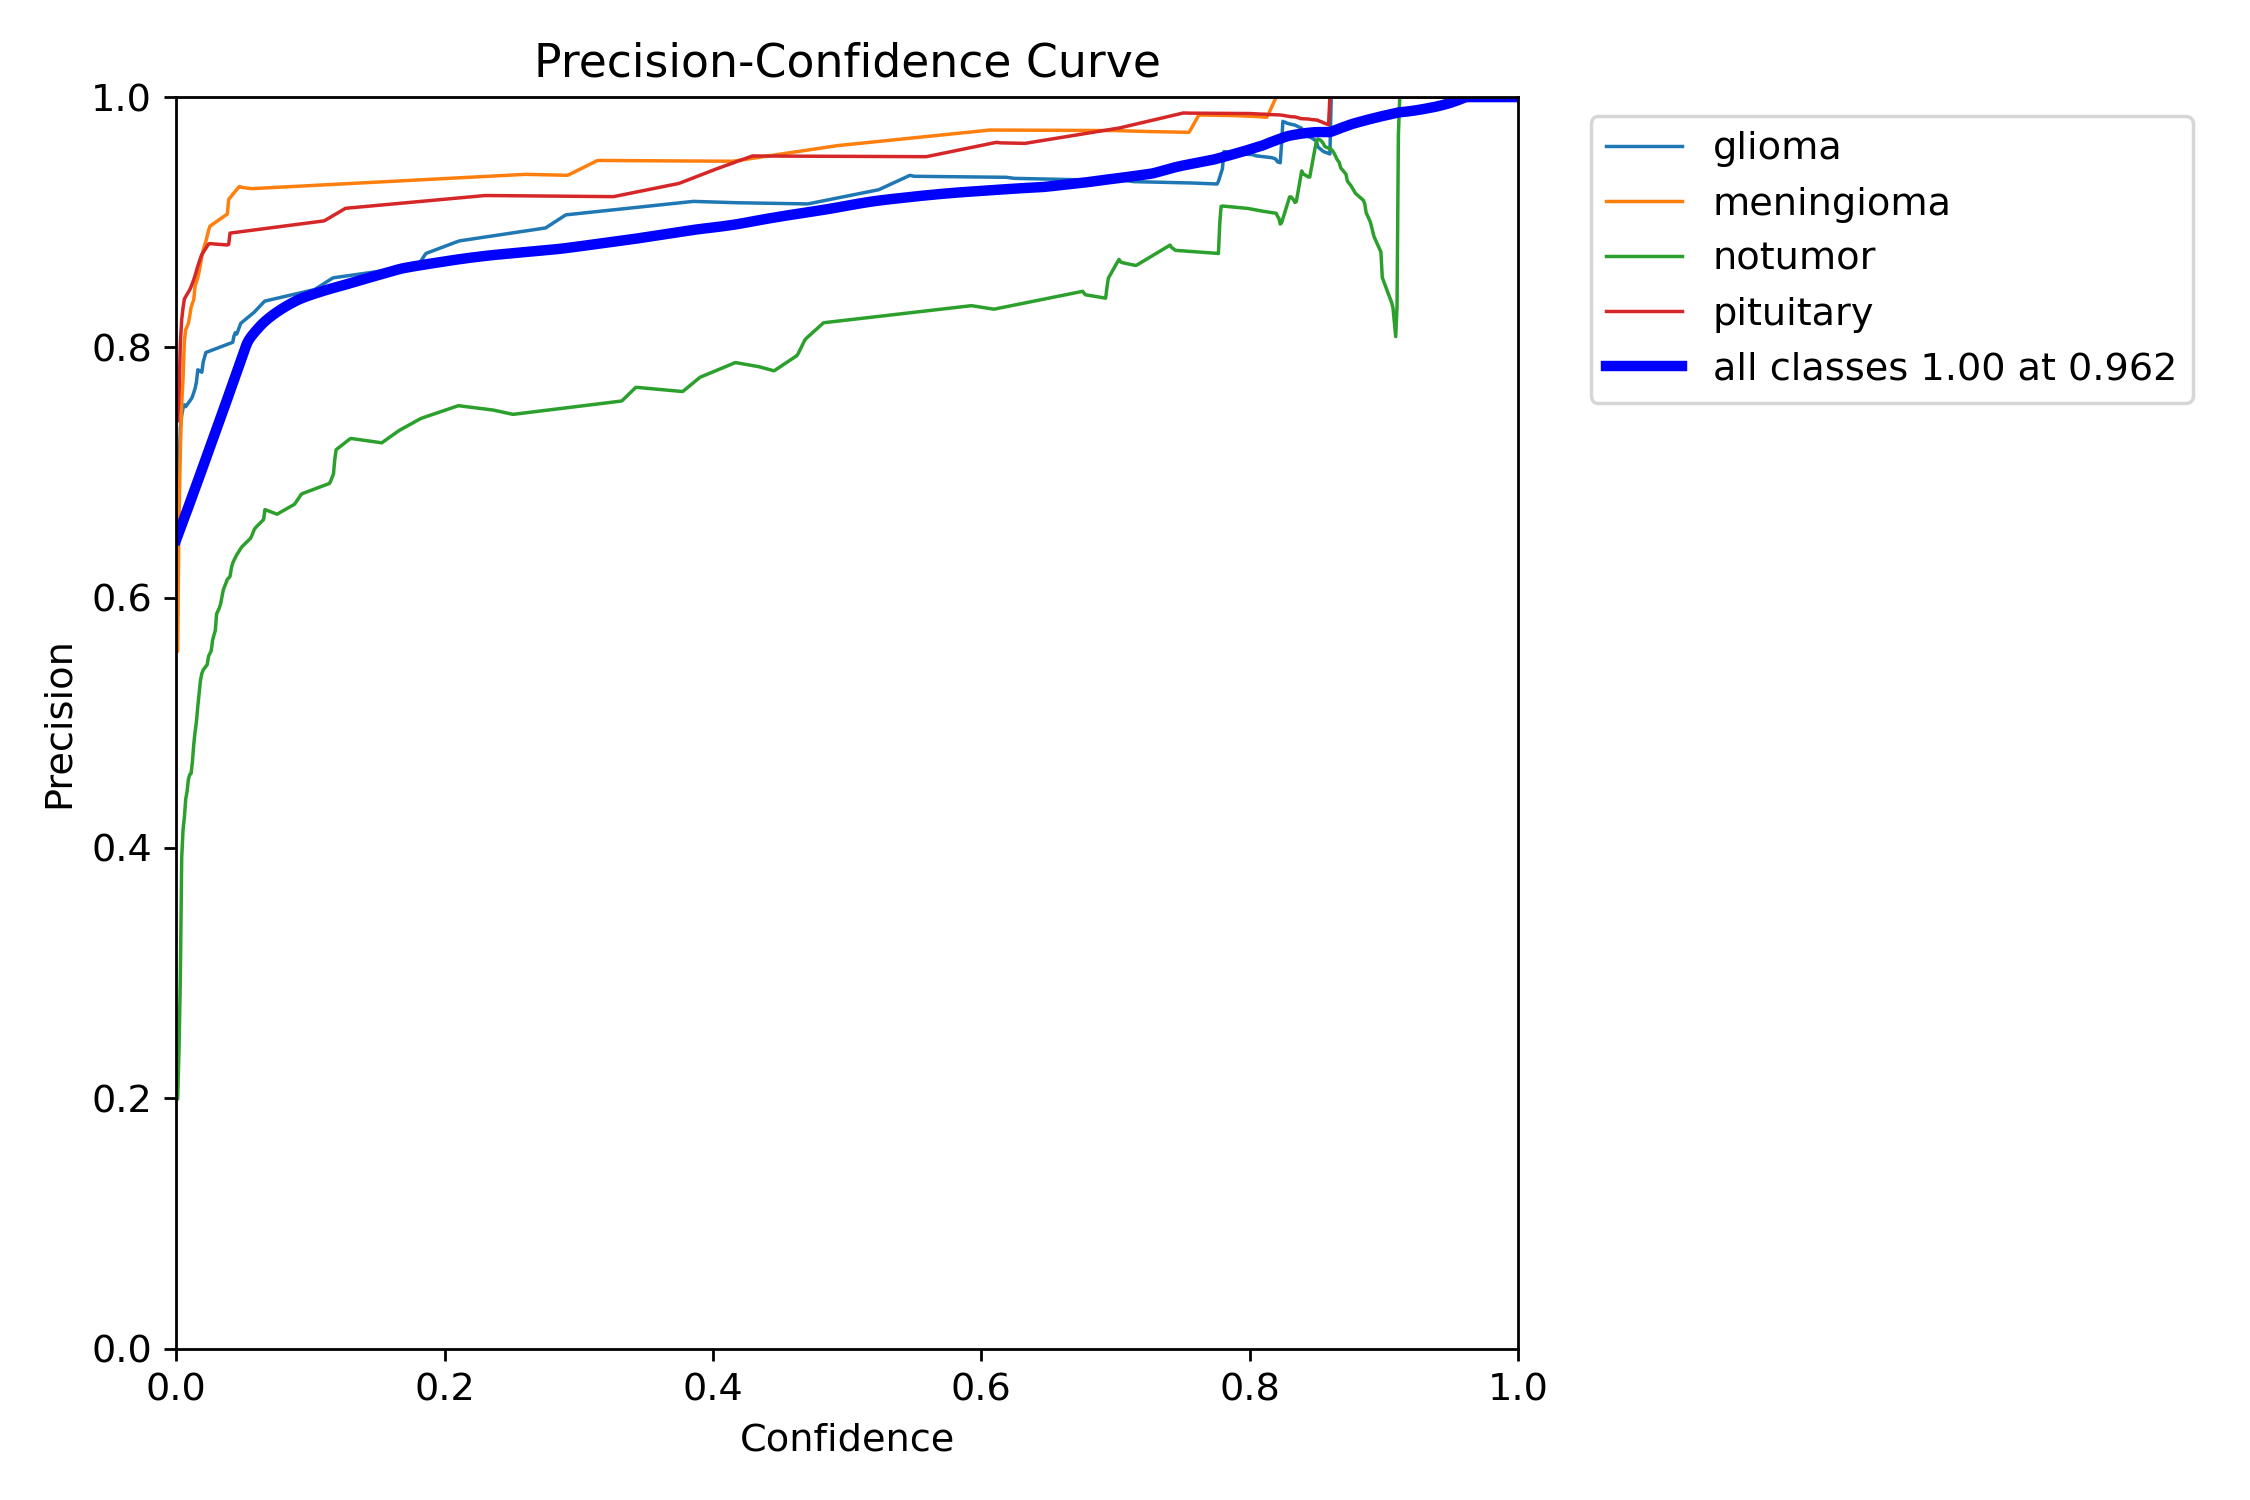 Precision-Confidence Curve
1.0
0.8
0.6
0.4
0.2
0.0
Precision
0.0 0.2 0.4 0.6 0.8 1.0
Confidence
glioma
meningioma
notumor
pituitary
all classes 1.00 at 0.962